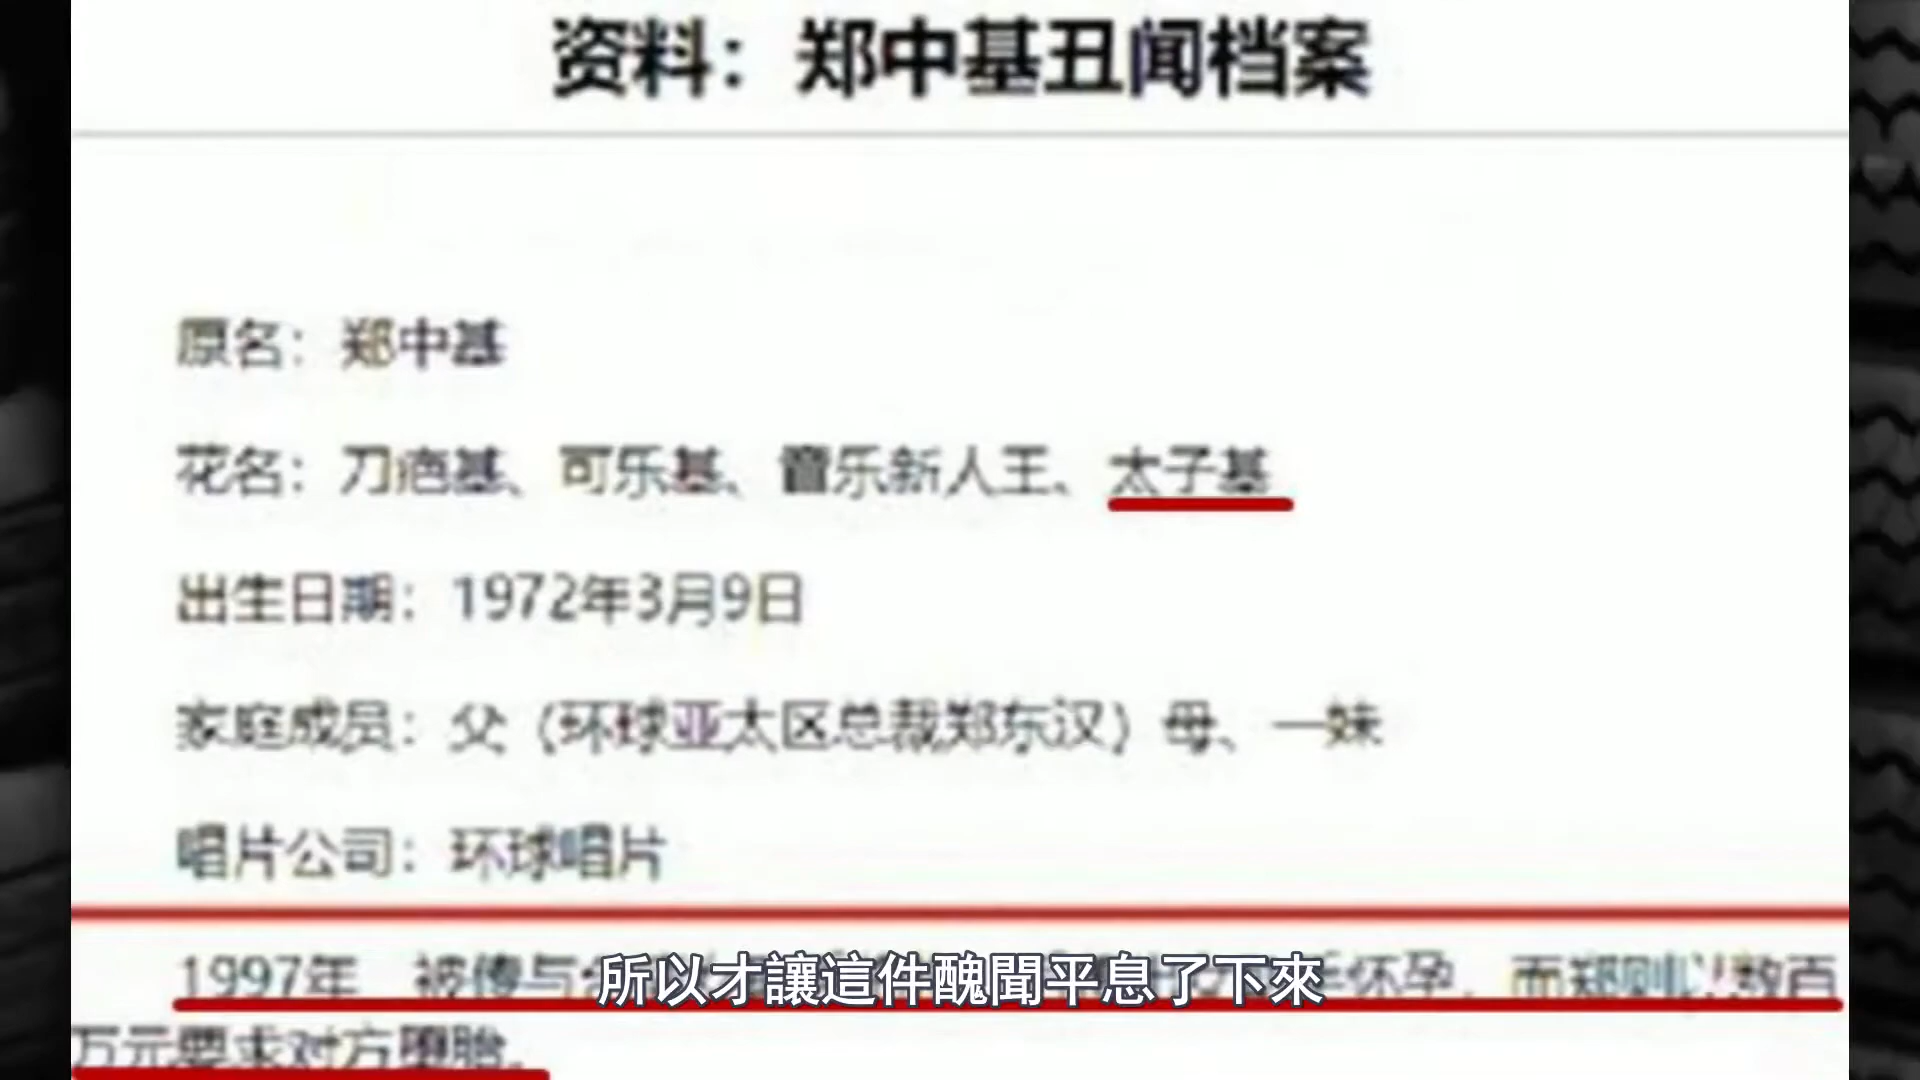 资料：郑中基丑闻档案
原名：郑中基
花名：刀疤基、可乐基、音乐新人王、太子基
出生日期：1972年3月9日
家庭成员：父（环球亚太区总裁郑东汉）母、一妹
唱片公司：环球唱片
1997年 被传与 怀孕，而郑则以数百
所以才讓這件醜聞平息了下來
万元要求对方堕胎。